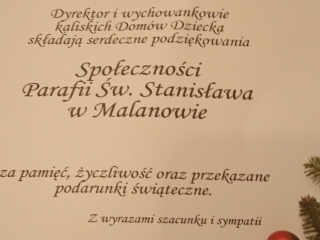 Dyrektor i wychowankowie
kaliskich Domów Dziecka
składają serdeczne podziękowania
Społeczności
Parafii Św. Stanisława
w Malanowie
za pamięć, życzliwość oraz przekazane
podarunki świąteczne.
Z wyrazami szacunku i sympatii